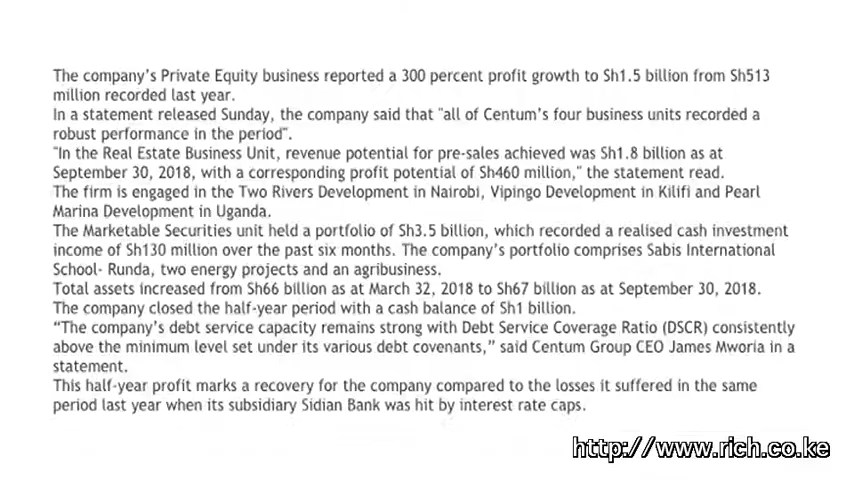 The company's Private Equity business reported a 300 percent profit growth to Sh1.5 billion from Sh513
million recorded last year.
In a statement released Sunday, the company said that "all of Centum's four business units recorded a
robust performance in the period".
"In the Real Estate Business Unit, revenue potential for pre-sales achieved was Sh1.8 billion as at
September 30, 2018, with a corresponding profit potential of Sh460 million," the statement read.
The firm is engaged in the Two Rivers Development in Nairobi, Vipingo Development in Kilifi and Pearl
Marina Development in Uganda.
The Marketable Securities unit held a portfolio of Sh3.5 billion, which recorded a realised cash investment
income of Sh130 million over the past six months. The company's portfolio comprises Sabis International
School- Runda, two energy projects and an agribusiness.
Total assets increased from Sh66 billion as at March 32, 2018 to Sh67 billion as at September 30, 2018.
The company closed the half-year period with a cash balance of Sh1 billion.
“The company's debt service capacity remains strong with Debt Service Coverage Ratio (DSCR) consistently
above the minimum level set under its various debt covenants,” said Centum Group CEO James Mworia in a
statement.
This half-year profit marks a recovery for the company compared to the losses it suffered in the same
period last year when its subsidiary Sidian Bank was hit by interest rate caps.
http://www.rich.co.ke